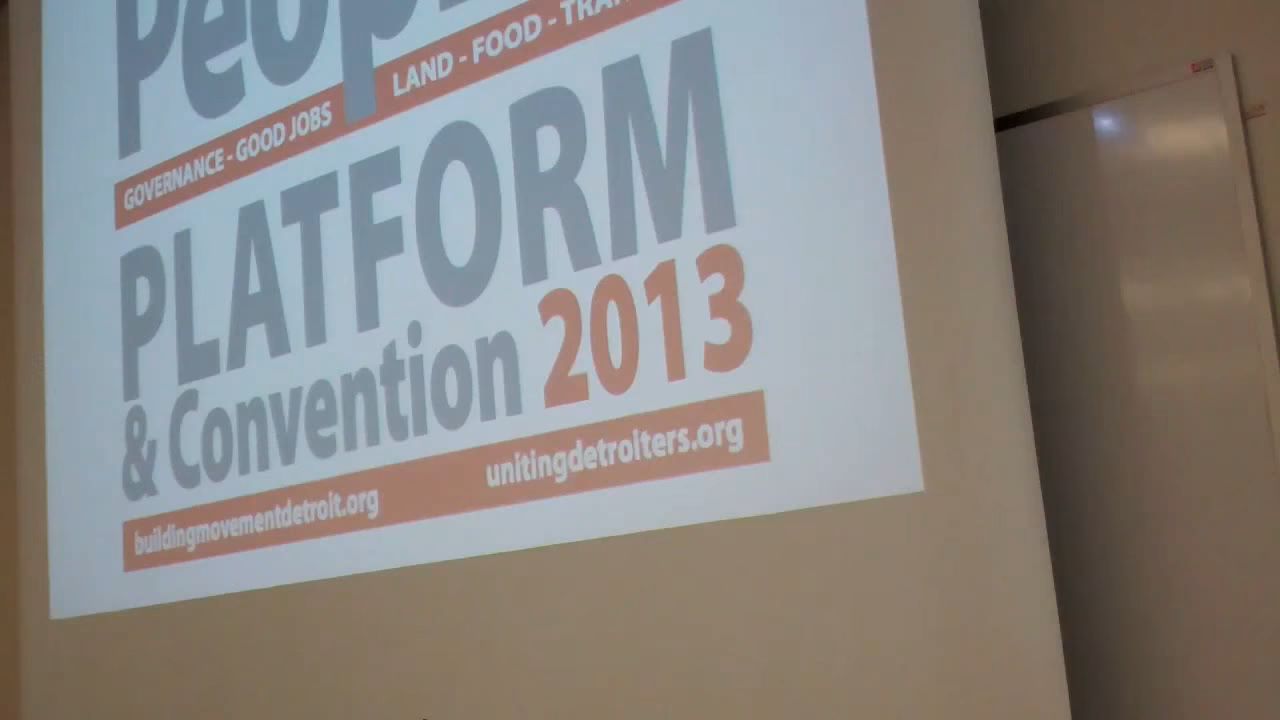 GOVERNANCE - GOOD JOBS
LAND - FOOD -
PLATFORM
& Convention 2013
buildingmovementdetroit.org
unitingdetroiters.org